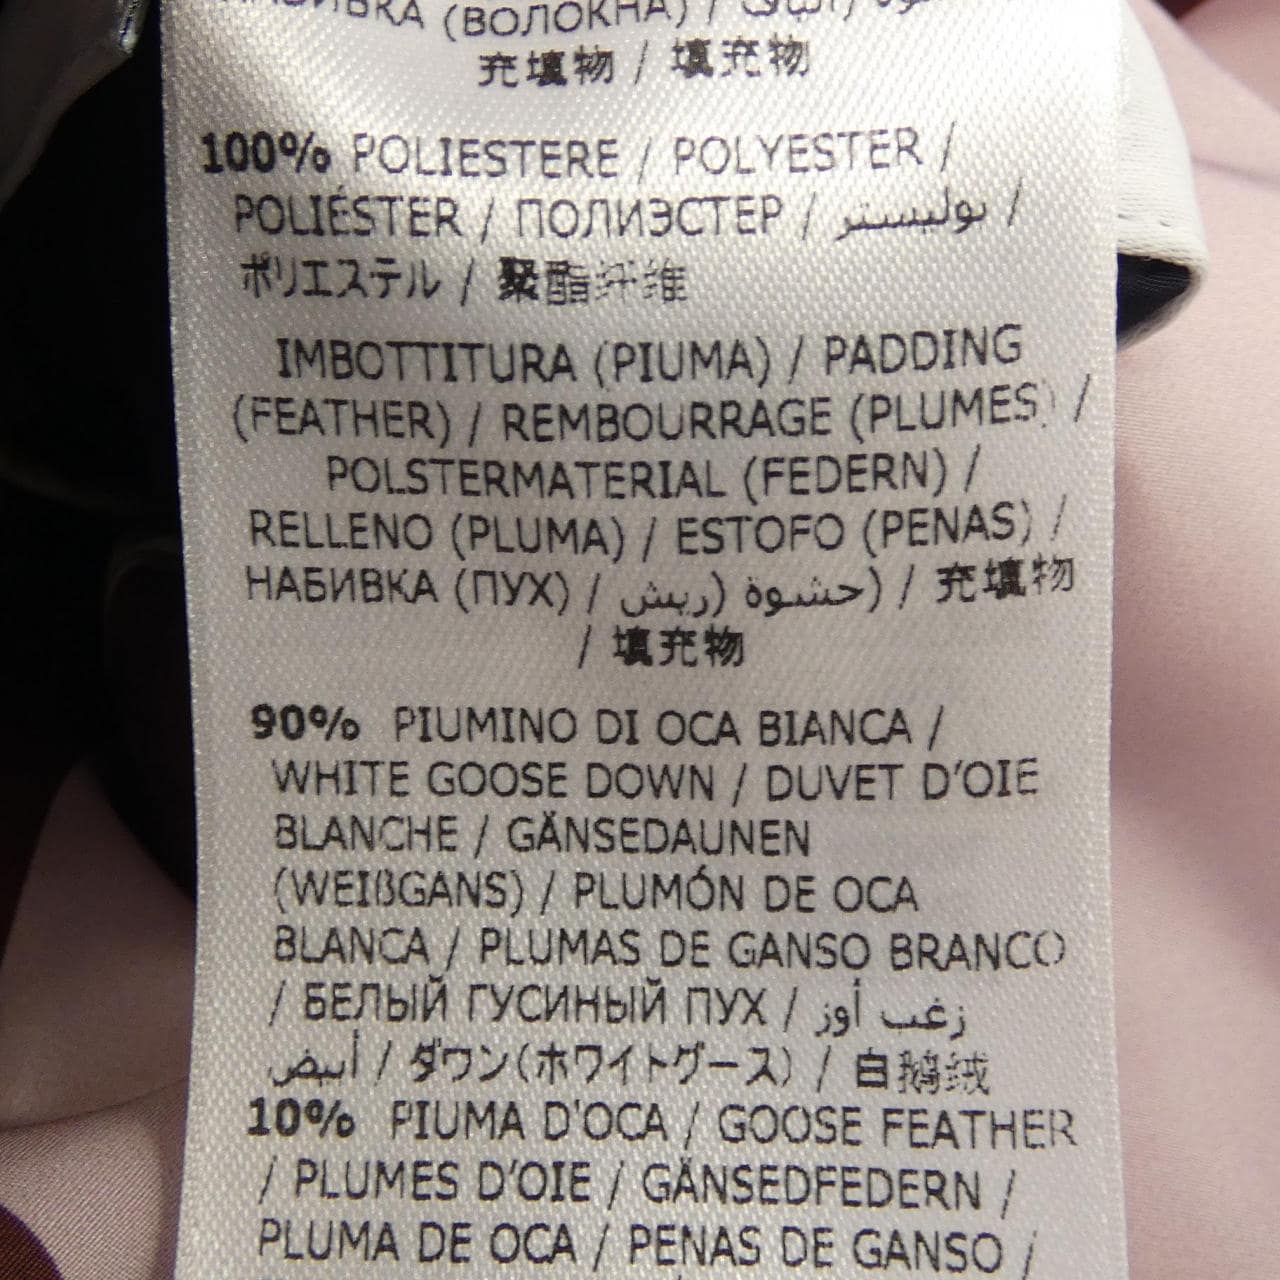 НАБИВКА (ВОЛОКНА) /
充填物 / 填充物
100% POLIESTERE / POLYESTER /
POLIÉSTER / ПОЛИЭСТЕР / بوليستر /
ポリエステル / 聚酯纤维
IMBOTTITURA (PIUMA) / PADDING
(FEATHER) / REMBOURRAGE (PLUMES) /
POLSTERMATERIAL (FEDERN) /
RELLENO (PLUMA) / ESTOFO (PENAS) /
НАБИВКА (ПУХ) / حشوة (ريش) / 充填物
/ 填充物
90% PIUMINO DI OCA BIANCA /
WHITE GOOSE DOWN / DUVET D'OIE
BLANCHE / GÄNSEDAUNEN
(WEIßGANS) / PLUMÓN DE OCA
BLANCA / PLUMAS DE GANSO BRANCO
/ БЕЛЫЙ ГУСИНЫЙ ПУХ / زغب أوز
أبيض / ダウン(ホワイトグース) / 白鹅绒
10% PIUMA D'OCA / GOOSE FEATHER
/ PLUMES D'OIE / GÄNSEDFEDERN /
PLUMA DE OCA / PENAS DE GANSO /